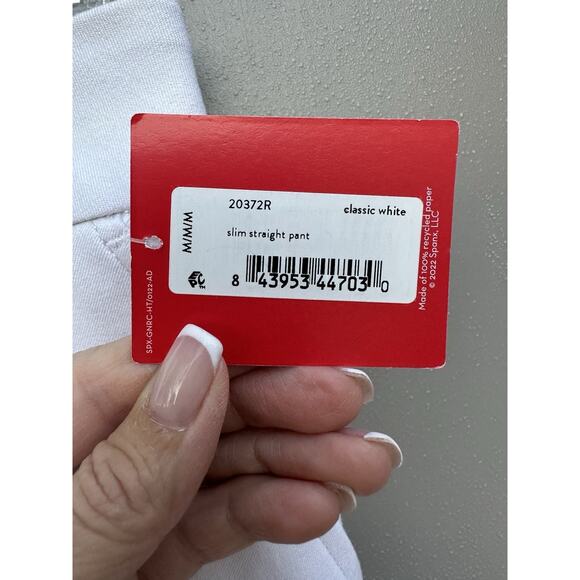 20372R
classic white
M/M/M
slim straight pant
8 43953 44703 0
SPX-GNRC-HT/0122-AD
Made of 100% recycled paper
© 2022 Spanx, LLC